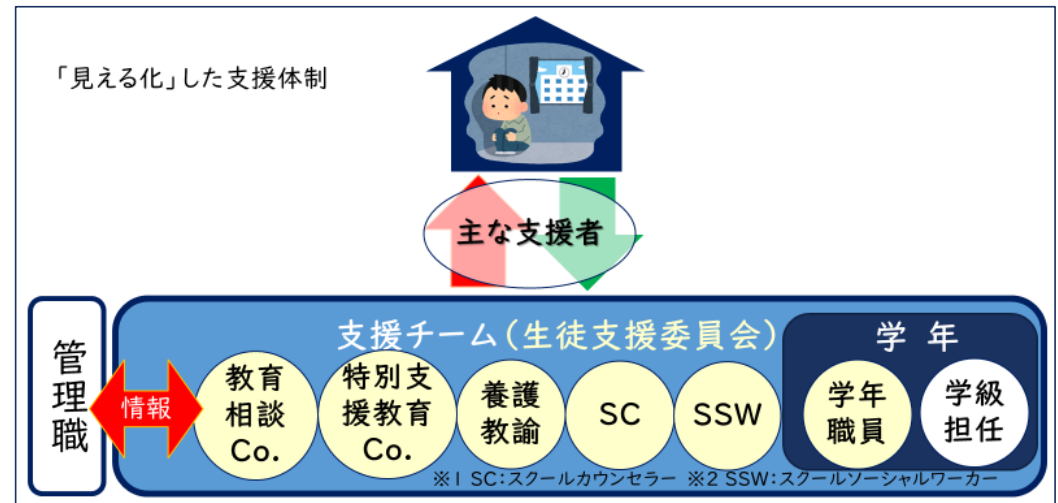 「見える化」した支援体制
主な支援者
支援チーム(生徒支援委員会)
学 年
管理職
情報
教育
相談
Co.
特別支
援教育
Co.
養護
教諭
SC
SSW
学年
職員
学級
担任
※1 SC:スクールカウンセラー ※2 SSW:スクールソーシャルワーカー